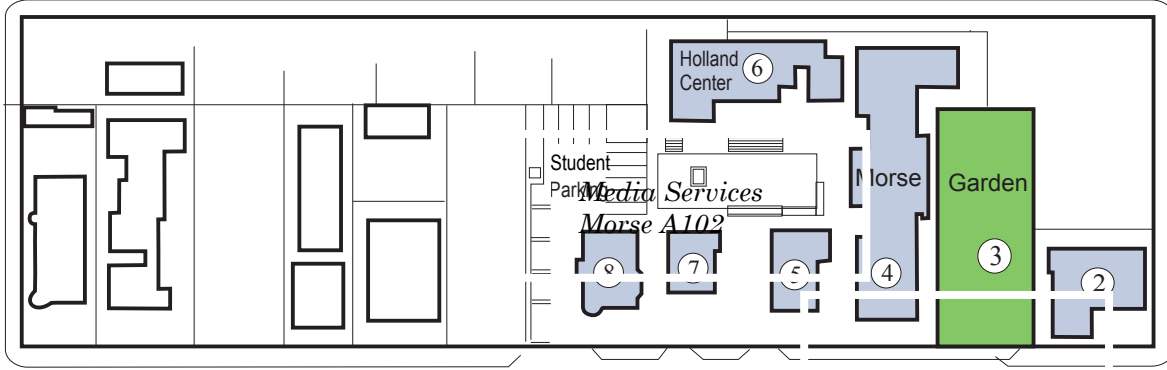 Holland
Center
6
Student
Parking
Media Services
Morse A102
Morse
Garden
8
7
5
4
3
2